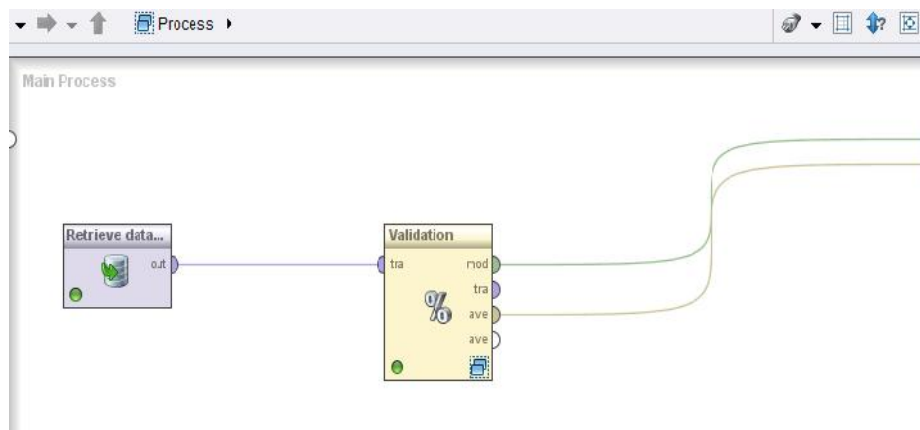 Process
Main Process
Retrieve data...
out
Validation
tra
mod
tra
ave
ave